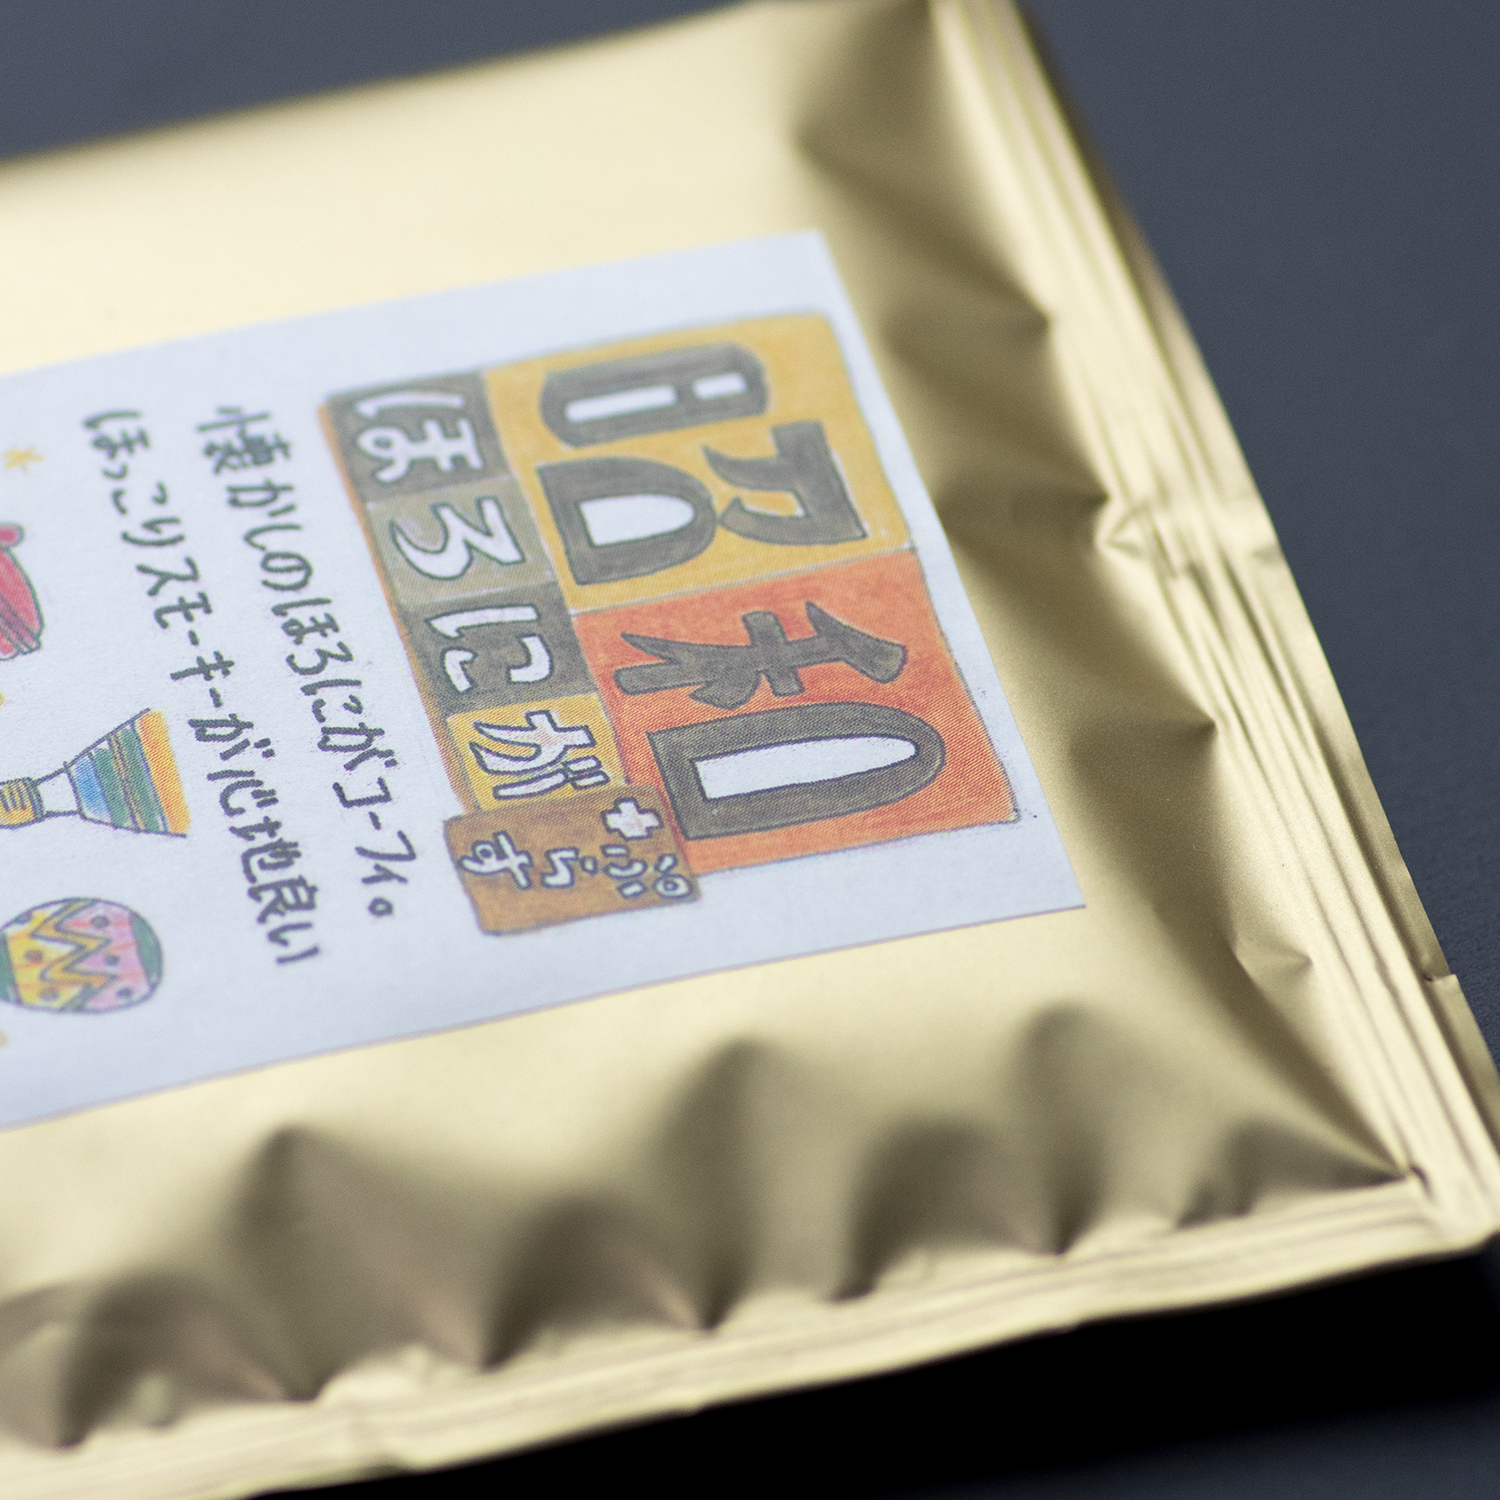 昭和
ほろにが
+ぷらす
懐かしのほろにがコーフィ。
ほっこりスモーキーが心地良い